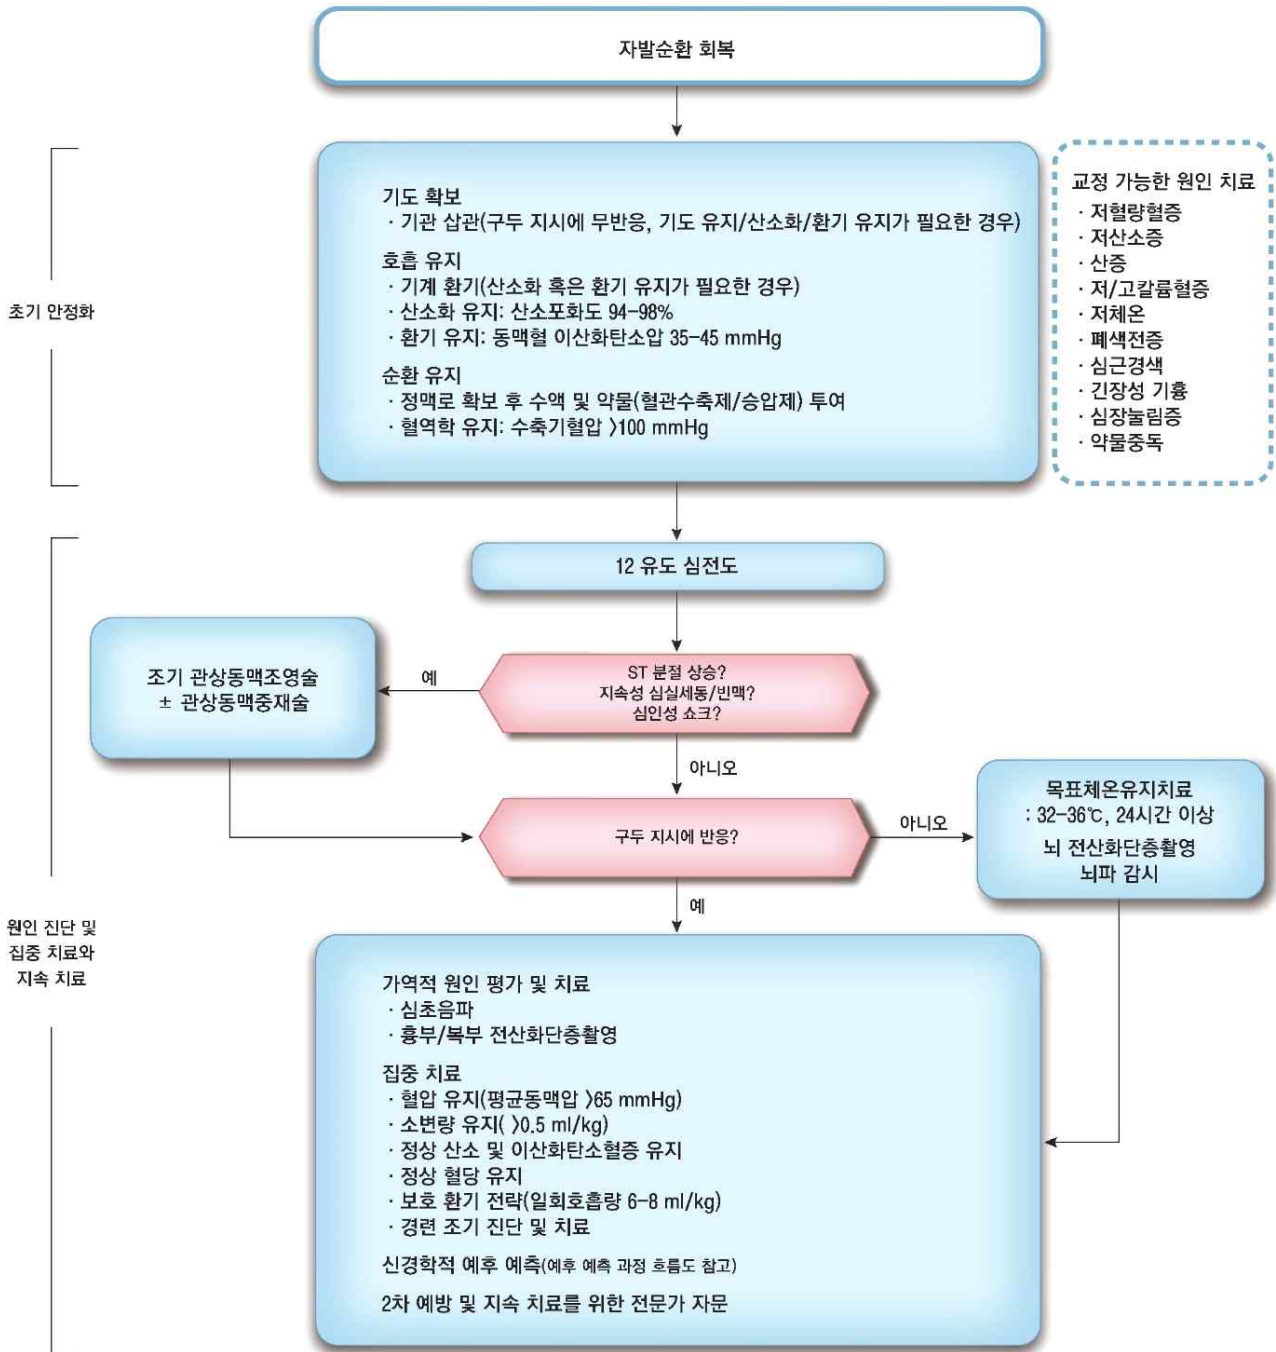 자발순환 회복
초기 안정화
기도 확보
· 기관 삽관(구두 지시에 무반응, 기도 유지/산소화/환기 유지가 필요한 경우)
호흡 유지
· 기계 환기(산소화 혹은 환기 유지가 필요한 경우)
· 산소화 유지: 산소포화도 94-98%
· 환기 유지: 동맥혈 이산화탄소압 35-45 mmHg
순환 유지
· 정맥로 확보 후 수액 및 약물(혈관수축제/승압제) 투여
· 혈역학 유지: 수축기혈압 >100 mmHg
교정 가능한 원인 치료
· 저혈량혈증
· 저산소증
· 산증
· 저/고칼륨혈증
· 저체온
· 폐색전증
· 심근경색
· 긴장성 기흉
· 심장눌림증
· 약물중독
원인 진단 및
집중 치료와
지속 치료
12 유도 심전도
ST 분절 상승?
지속성 심실세동/빈맥?
심인성 쇼크?
예
조기 관상동맥조영술
± 관상동맥중재술
아니오
구두 지시에 반응?
아니오
목표체온유지치료
: 32-36℃, 24시간 이상
뇌 전산화단층촬영
뇌파 감시
예
가역적 원인 평가 및 치료
· 심초음파
· 흉부/복부 전산화단층촬영
집중 치료
· 혈압 유지(평균동맥압 >65 mmHg)
· 소변량 유지( >0.5 ml/kg)
· 정상 산소 및 이산화탄소혈증 유지
· 정상 혈당 유지
· 보호 환기 전략(일회호흡량 6-8 ml/kg)
· 경련 조기 진단 및 치료
신경학적 예후 예측(예후 예측 과정 흐름도 참고)
2차 예방 및 지속 치료를 위한 전문가 자문